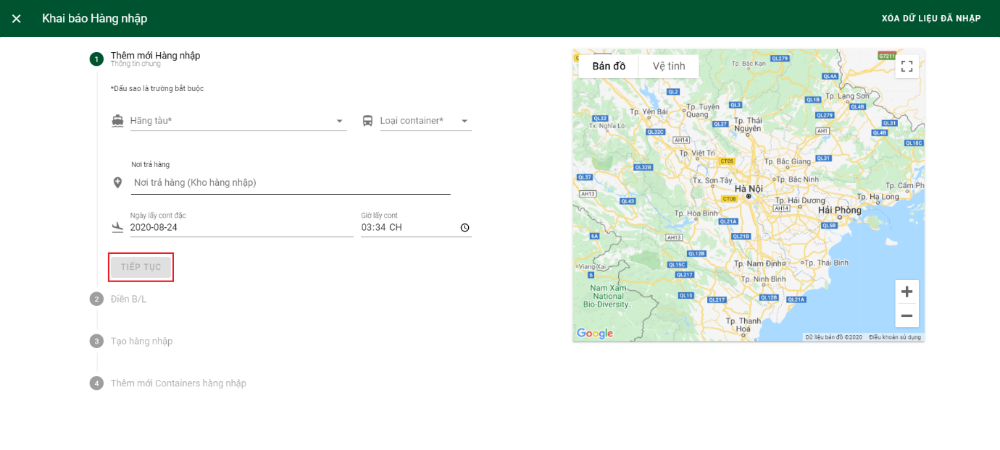 Khai báo Hàng nhập
XÓA DỮ LIỆU ĐÃ NHẬP
1 Thêm mới Hàng nhập
Thông tin chung
*Dấu sao là trường bắt buộc
Hãng tàu*
Loại container*
Nơi trả hàng
Nơi trả hàng (Kho hàng nhập)
Ngày lấy cont đặc
Giờ lấy cont
2020-08-24
03:34 CH
TIẾP TỤC
2 Điền B/L
3 Tạo hàng nhập
4 Thêm mới Containers hàng nhập
Bản đồ
Vệ tinh
QL279
Tp. Bắc Kạn
QL4A
QL2
QL1B
Tp. Lạng Sơn
QL3
QL4B
Tp. Yên Bái
Tp. Tuyên
Quang
QL32
QL279
Tx. Nghĩa Lộ
QL37
Tp. Thái
Nguyên
QL31
QL32C
AH1
QL4B
AH14
QL18C
Tp. Việt Trì
CT05
Tp. Bắc Giang
QL31
QL32B
QL37
Tx. Sơn Tây
Tp. Bắc Ninh
Hà Nội
Tp. Cẩm Ph
AH13
CT08
Tp. Hạ Long
QL43
Tp. Hải Dương
AH14
Hải Phòng
Tp. Hòa Bình
QL21A
QL5B
6A
AH13
QL21B
QL12B
Viang Xai
QL15C
Tp. Nam Định
Tp. Thái Bình
6
QL217
Tp. Ninh Bình
Nam Xam
National
Bio-Diversity...
QL15
QL217
QL12B
QL21A
Tp. Thanh
Hoá
Google
Dữ liệu bản đồ ©2020
Điều khoản sử dụng